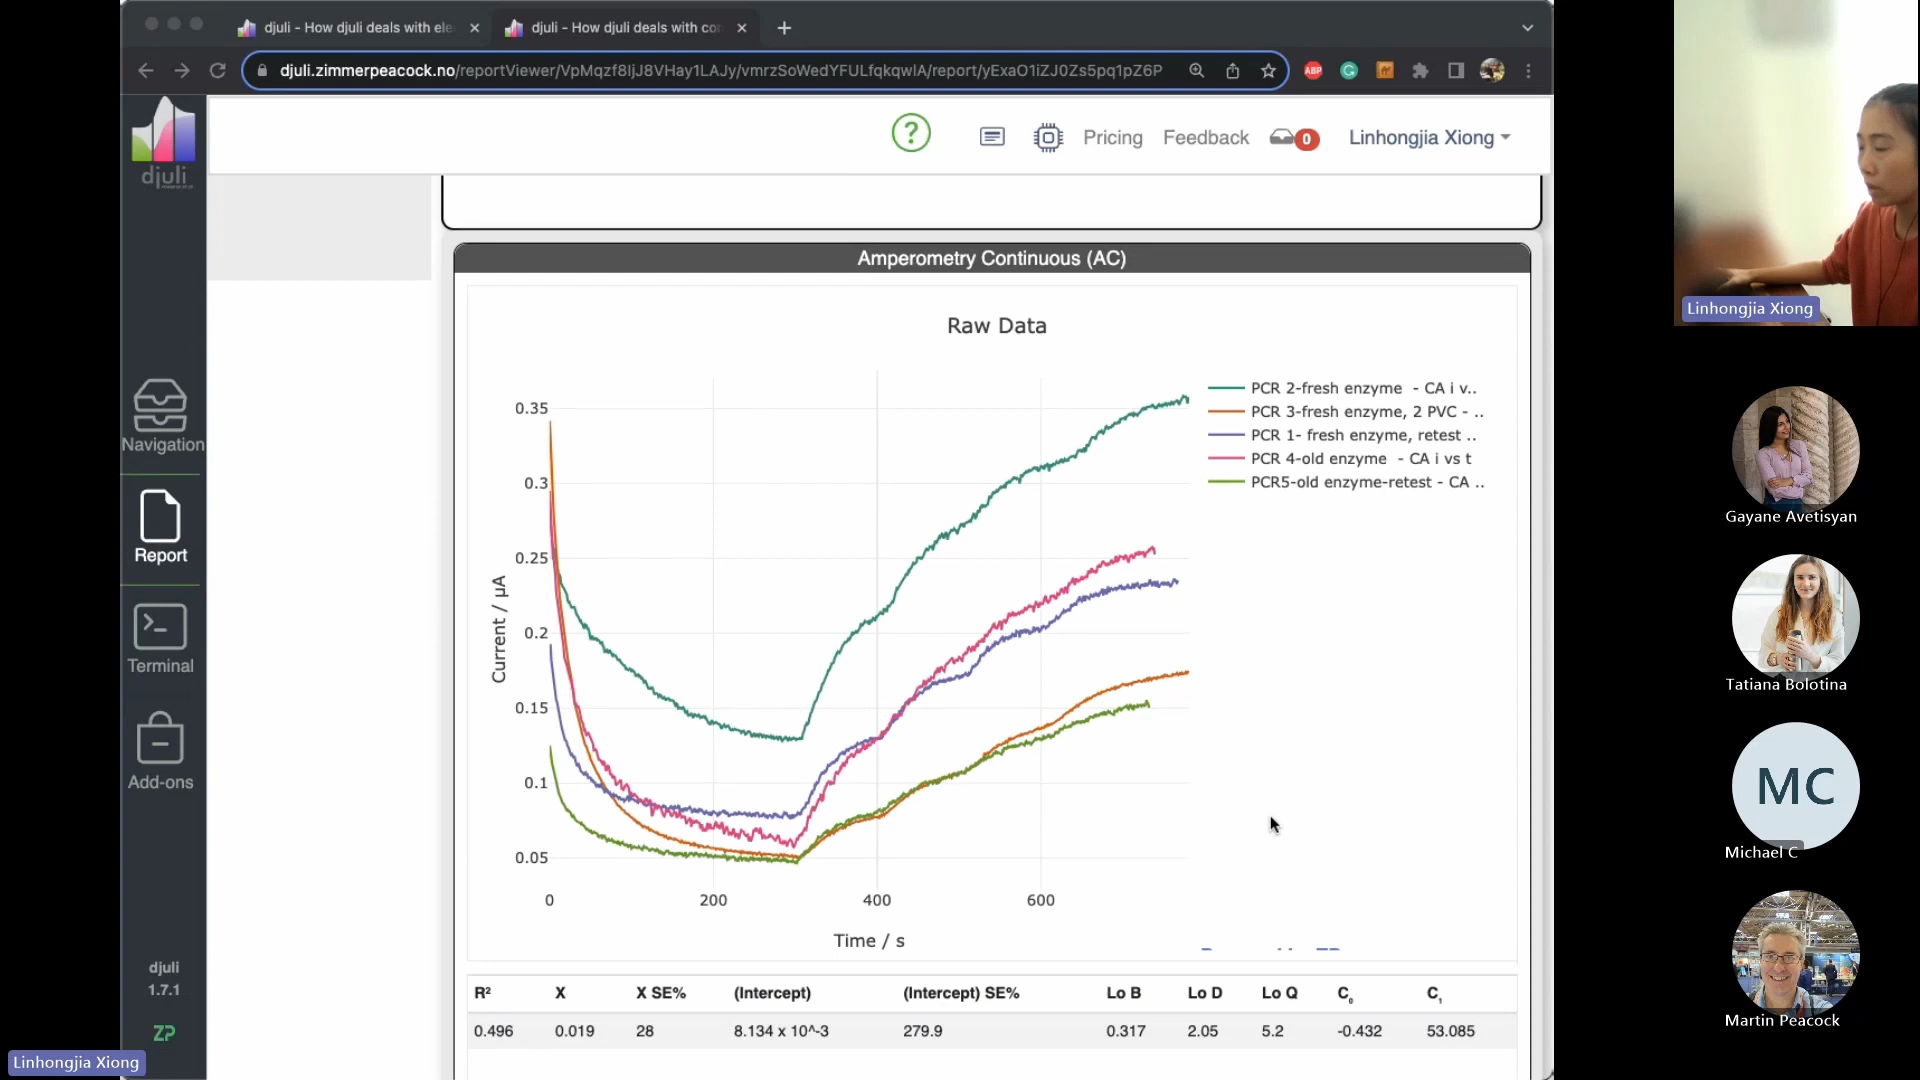 djuli - How djuli deals with ele
djuli - How djuli deals with cor
djuli.zimmerpeacock.no/reportViewer/VpMqzf8IjJ8VHay1LAJy/vmrzSoWedYFULfqkqwIA/report/yExaO1iZJ0Zs5pq1pZ6P
ABP
djuli
?
Pricing
Feedback
0
Linhongjia Xiong
Amperometry Continuous (AC)
Raw Data
PCR 2-fresh enzyme - CA i v..
PCR 3-fresh enzyme, 2 PVC - ..
PCR 1- fresh enzyme, retest ..
PCR 4-old enzyme - CA i vs t
PCR5-old enzyme-retest - CA ..
0.35
0.3
0.25
0.2
0.15
0.1
0.05
Current / µA
0 200 400 600
Time / s
R² X X SE% (Intercept) (Intercept) SE% Lo B Lo D Lo Q C₀ C₁
0.496 0.019 28 8.134 x 10^-3 279.9 0.317 2.05 5.2 -0.432 53.085
Navigation
Report
Terminal
Add-ons
djuli
1.7.1
ZP
Linhongjia Xiong
Linhongjia Xiong
Gayane Avetisyan
Tatiana Bolotina
MC
Michael C
Martin Peacock